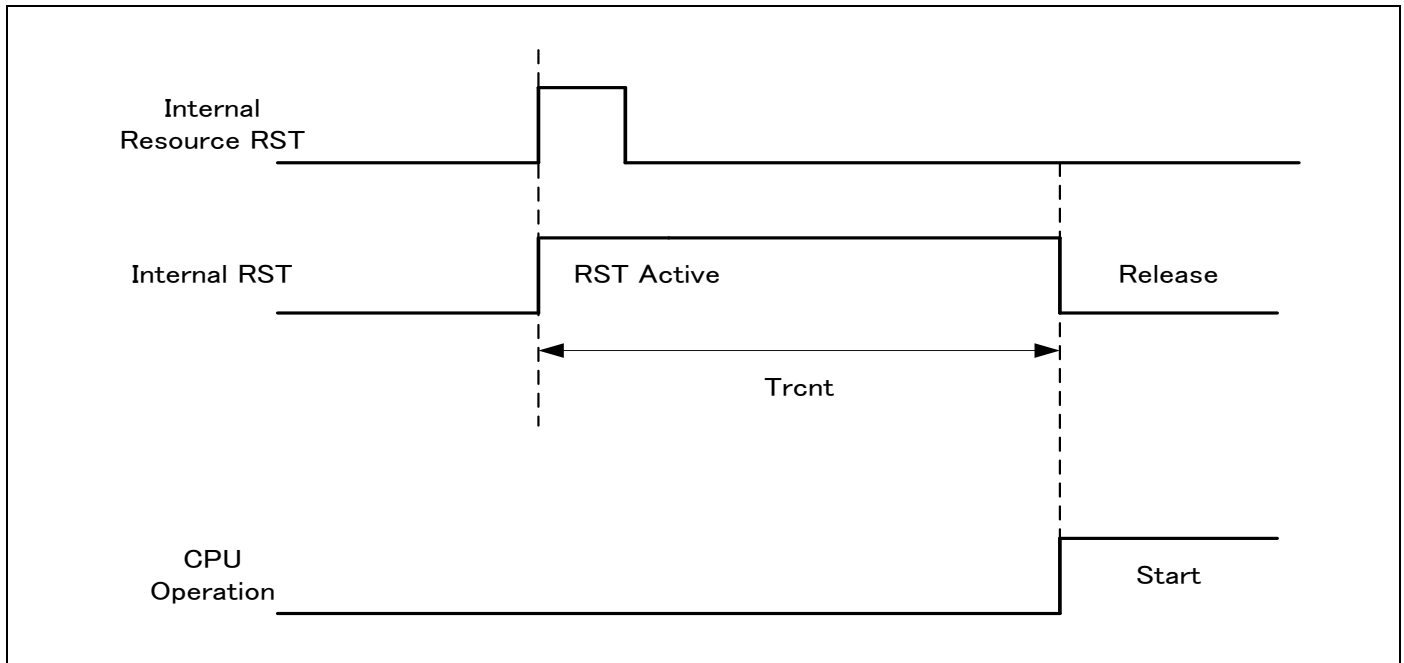 Internal
Resource RST
Internal RST
RST Active
Release
Trcnt
CPU
Operation
Start